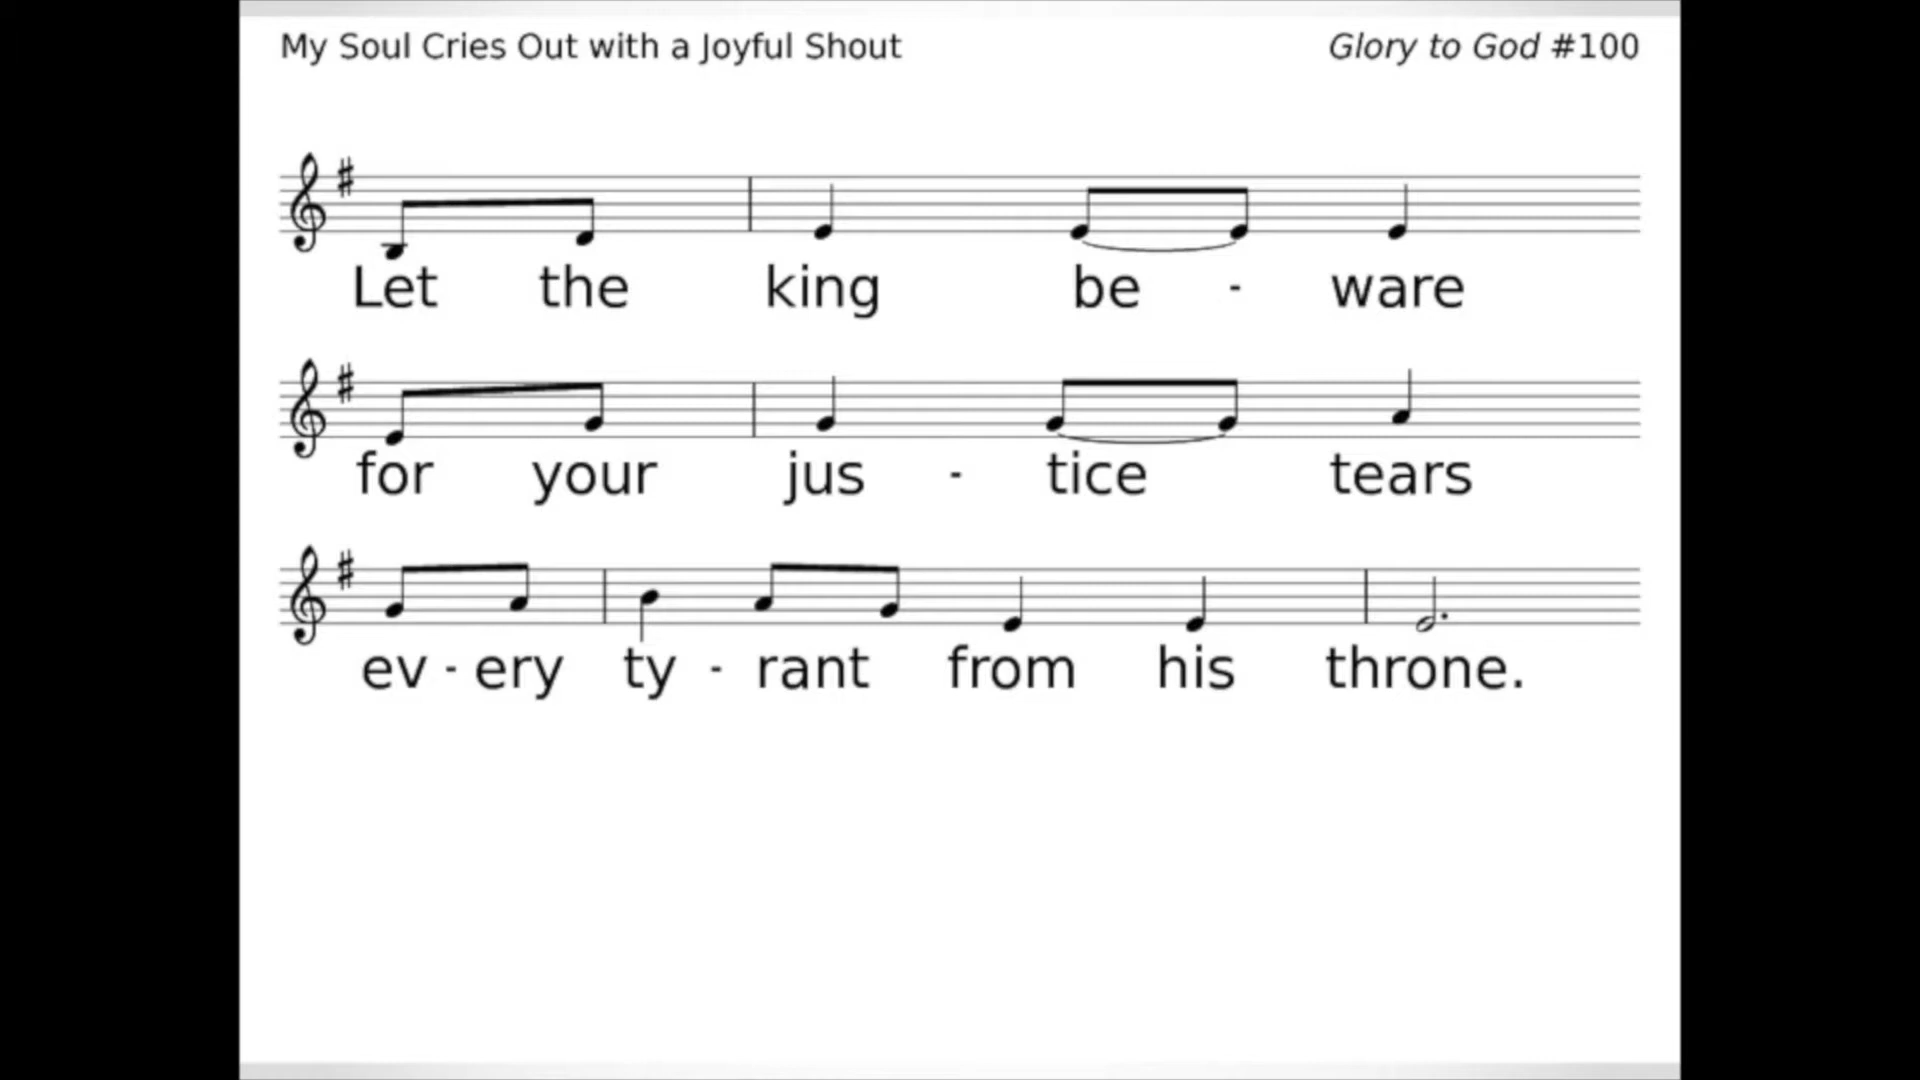 My Soul Cries Out with a Joyful Shout
Glory to God #100
Let the king be - ware
for your jus - tice tears
ev - ery ty - rant from his throne.